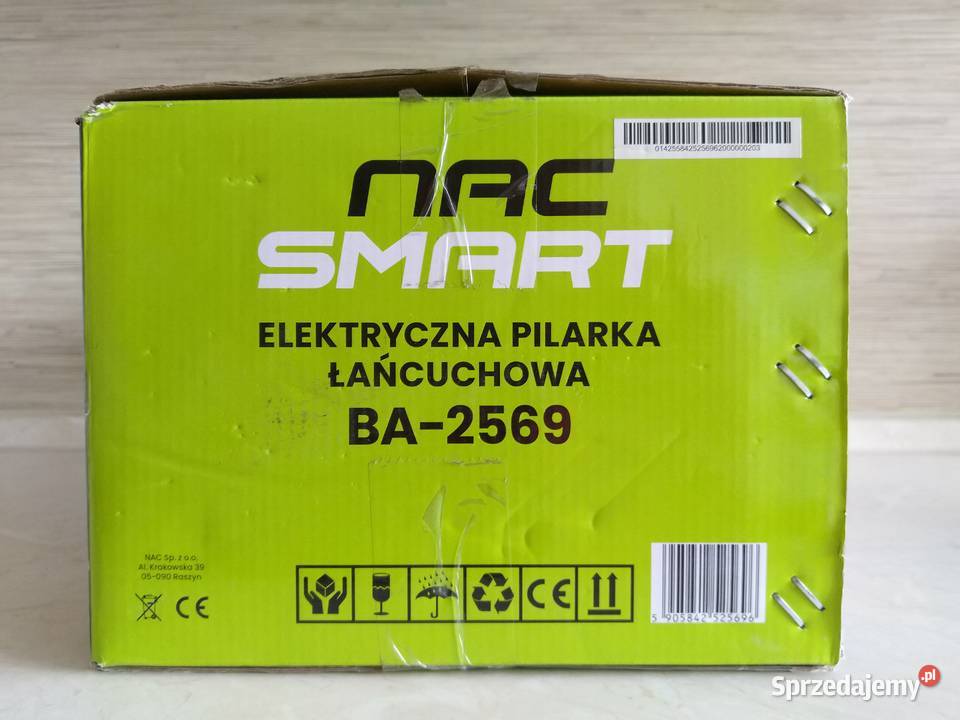 01425584252569620000000203
NAC
SMART
ELEKTRYCZNA PILARKA
ŁAŃCUCHOWA
BA-2569
NAC Sp. z o.o.
Al. Krakowska 39
05-090 Raszyn
CE
CE
5 905842 525696
Sprzedajemy.pl